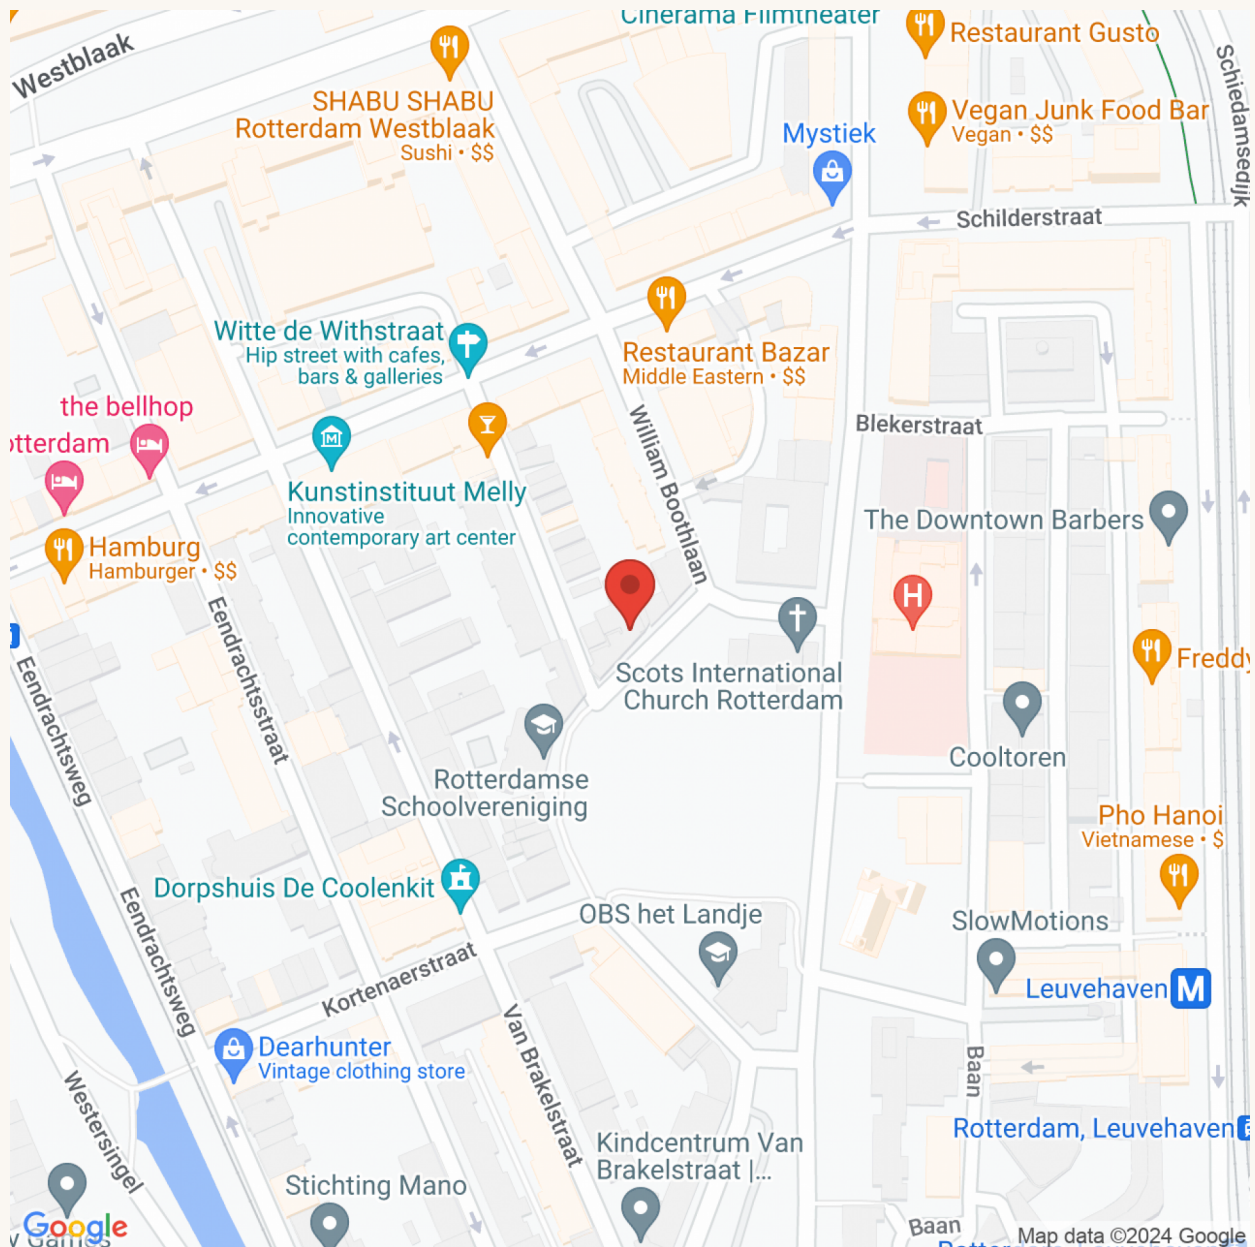 Cinerama Filmtheater
Restaurant Gusto
Westblaak
Schiedamsedijk
SHABU SHABU
Rotterdam Westblaak
Sushi • $$
Vegan Junk Food Bar
Vegan • $$
Mystiek
Schilderstraat
Witte de Withstraat
Hip street with cafes,
bars & galleries
Restaurant Bazar
Middle Eastern • $$
the bellhop
otterdam
William Boothlaan
Blekerstraat
Kunstinstituut Melly
Innovative
contemporary art center
The Downtown Barbers
Hamburg
Hamburger • $$
H
Eendrachtsstraat
Eendrachtsweg
Scots International
Church Rotterdam
Freddy
Cooltoren
Rotterdamse
Schoolvereniging
Pho Hanoi
Vietnamese • $
Dorpshuis De Coolenkit
Eendrachtsweg
OBS het Landje
SlowMotions
Kortenaerstraat
Leuvehaven M
Dearhunter
Vintage clothing store
Van Brakelstraat
Baan
Westersingel
Rotterdam, Leuvehaven
Kindcentrum Van
Brakelstraat |...
Stichting Mano
Google
Baan
Map data ©2024 Google